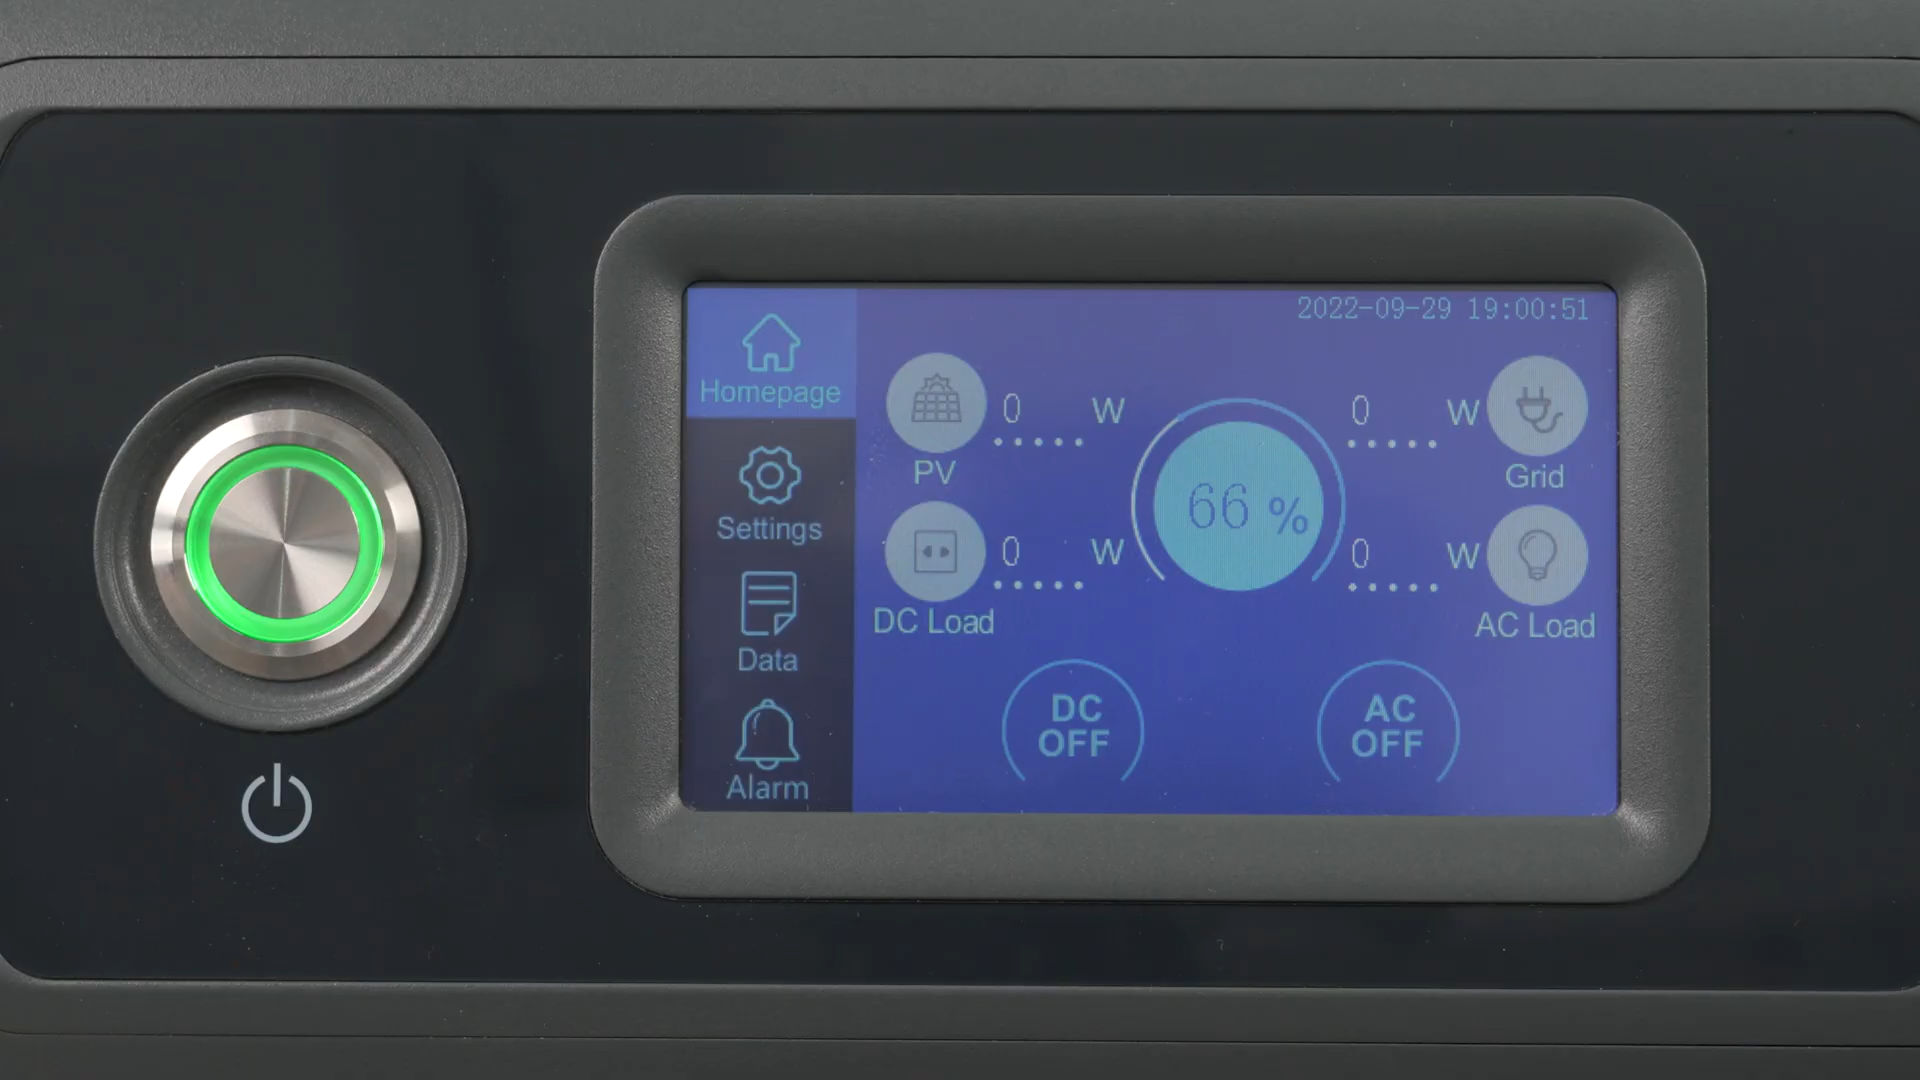 2022-09-29 19:00:51
Homepage
Settings
Data
Alarm
0 W
PV
0 W
DC Load
66 %
0 W
Grid
0 W
AC Load
DC
OFF
AC
OFF